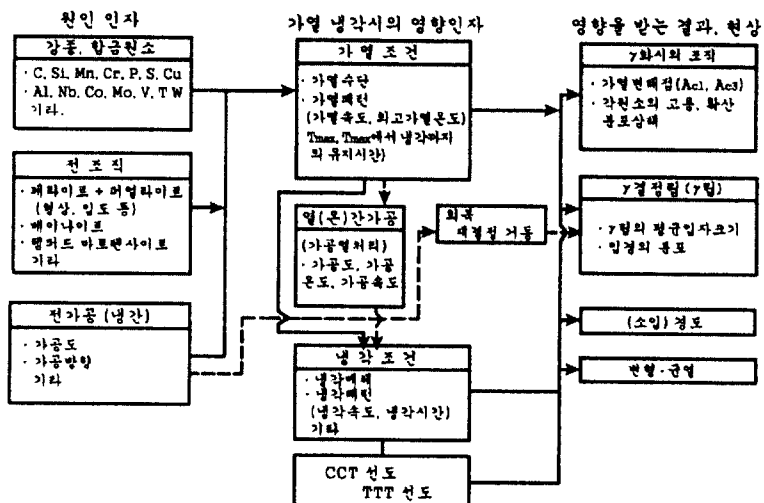 원인 인자
강종, 합금원소
· C, Si, Mn, Cr, P, S, Cu
· Al, Nb, Co, Mo, V, T W
기타.
전 조직
· 페라이트 + 퍼얼라이트
(형상, 입도 등)
· 베이나이트
· 템퍼드 마르텐사이트
기타
전가공 (냉간)
· 가공도
· 가공방향
기타
가열 냉각시의 영향인자
가 열 조 건
· 가열수단
· 가열패턴
(가열속도, 최고가열온도)
Tmax, Tmax에서 냉각까지
의 유지시간)
열(온)간가공
(가공열처리)
· 가공도, 가공
온도, 가공속도
회복
재결정 거동
냉 각 조 건
· 냉각매체
· 냉각패턴
(냉각속도, 냉각시간)
기타
CCT 선도
TTT 선도
영향을 받는 결과, 현상
γ화시의 조직
· 가열변태점(Ac1, Ac3)
· 각원소의 고용, 확산
분포상태
γ결정립 (γ립)
· γ립의 평균입자크기
· 입경의 분포
(소입) 경도
변형 · 균열